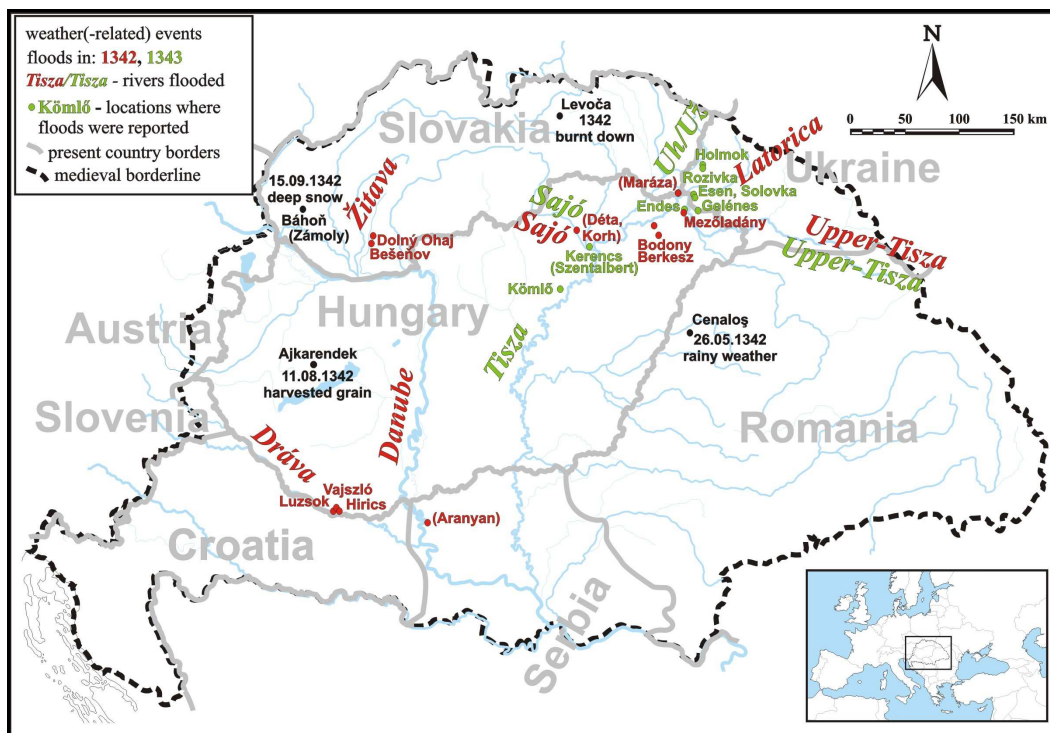 weather(-related) events
floods in: 1342, 1343
Tisza/Tisza - rivers flooded
Kömlő - locations where
floods were reported
present country borders
medieval borderline
N
0 50 100 150 km
Levoča
1342
burnt down
Slovakia
Uh/Už
Latorica
Ukraine
Holmok
Rozivka
Esen, Solovka
(Maráza)
Endes
Gelénes
Mezőladány
15.09.1342
deep snow
Báhoň
(Zámoly)
Žitava
Dolný Ohaj
Bešeňov
Sajó
Sajó
(Déta,
Korh)
Bodony
Berkesz
Kerencs
(Szentalbert)
Kömlő
Upper-Tisza
Upper-Tisza
Hungary
Austria
Tisza
Cenaloş
26.05.1342
rainy weather
Ajkarendek
11.08.1342
harvested grain
Danube
Slovenia
Romania
Dráva
Vajszló
Luzsok
Hirics
(Aranyan)
Croatia
Serbia